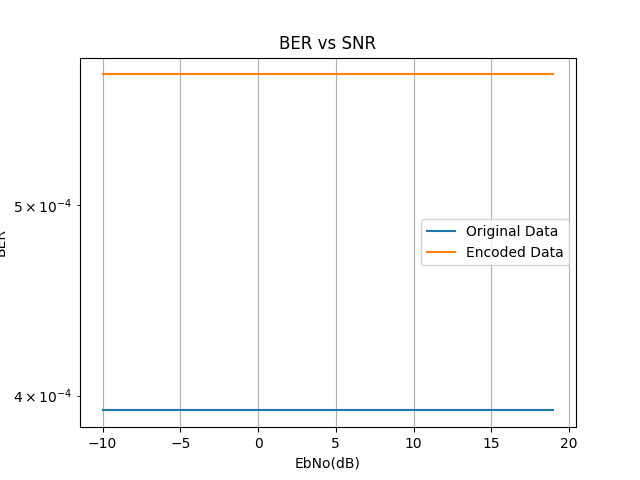 BER vs SNR
5 × 10⁻⁴
BER
Original Data
Encoded Data
4 × 10⁻⁴
−10 −5 0 5 10 15 20
EbNo(dB)